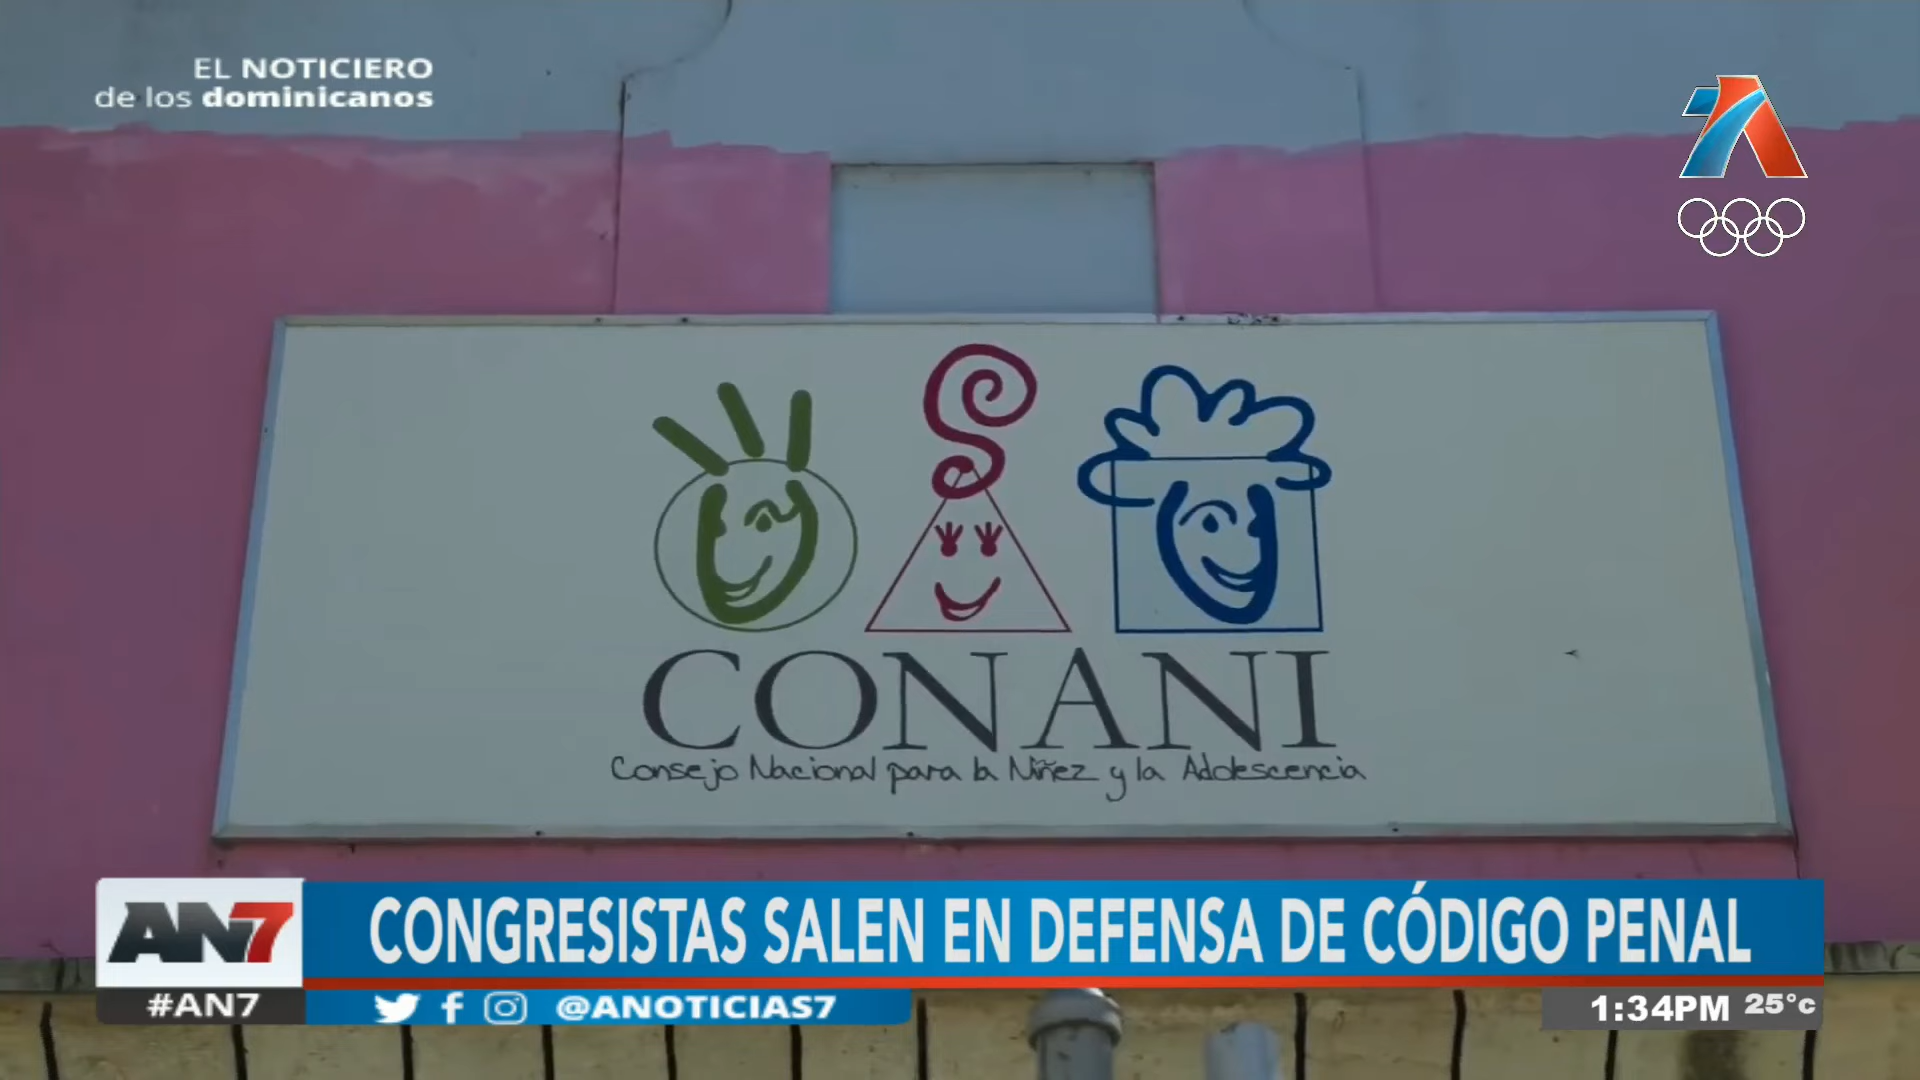 EL NOTICIERO
de los dominicanos
CONANI
Consejo Nacional para la Niñez y la Adolescencia
AN7
CONGRESISTAS SALEN EN DEFENSA DE CÓDIGO PENAL
#AN7
@ANOTICIAS7
1:34PM 25°c